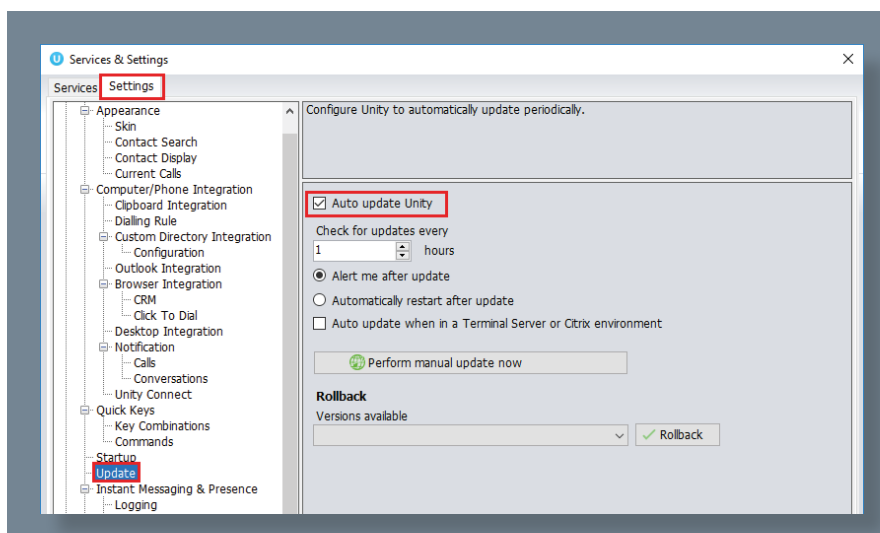 Services & Settings
Services
Settings
Appearance
Skin
Contact Search
Contact Display
Current Calls
Computer/Phone Integration
Clipboard Integration
Dialling Rule
Custom Directory Integration
Configuration
Outlook Integration
Browser Integration
CRM
Click To Dial
Desktop Integration
Notification
Calls
Conversations
Unity Connect
Quick Keys
Key Combinations
Commands
Startup
Update
Instant Messaging & Presence
Logging
Configure Unity to automatically update periodically.
Auto update Unity
Check for updates every
1 hours
Alert me after update
Automatically restart after update
Auto update when in a Terminal Server or Citrix environment
Perform manual update now
Rollback
Versions available
Rollback